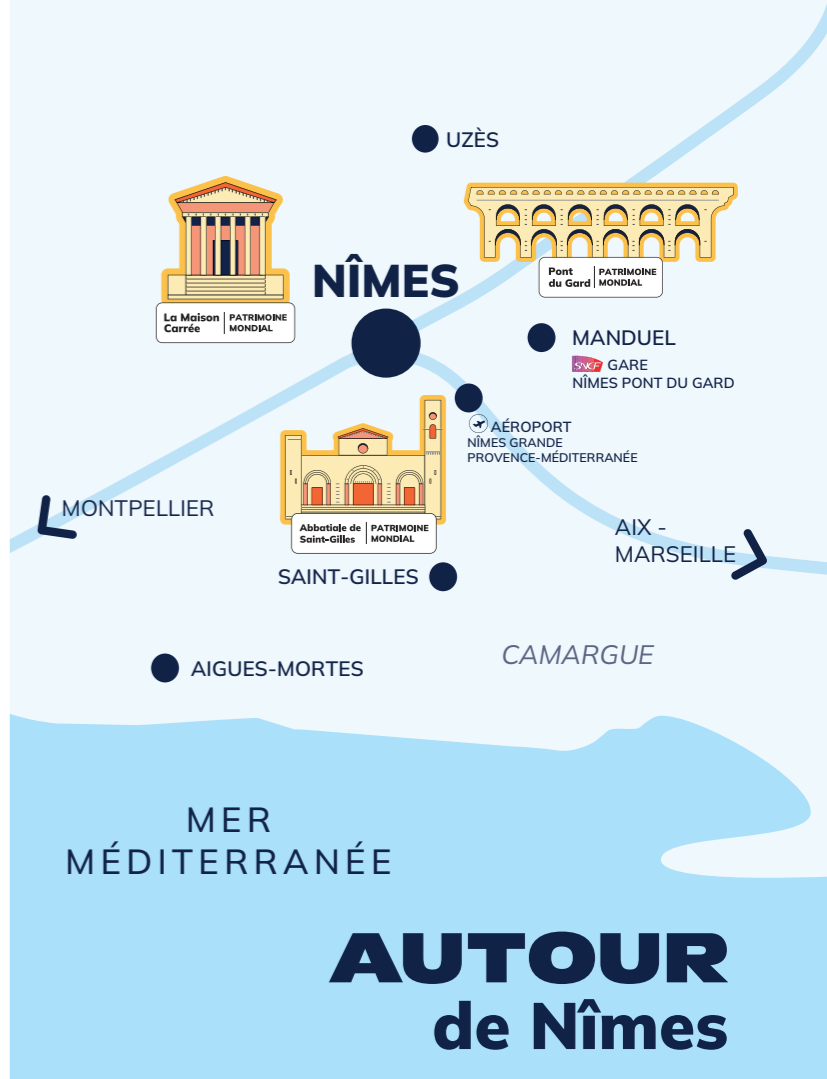 UZÈS
NÎMES
La Maison Carrée | PATRIMOINE MONDIAL
Pont du Gard | PATRIMOINE MONDIAL
MANDUEL
SNCF GARE
NÎMES PONT DU GARD
AÉROPORT
NÎMES GRANDE
PROVENCE-MÉDITERRANÉE
MONTPELLIER
Abbatiale de Saint-Gilles | PATRIMOINE MONDIAL
AIX -
MARSEILLE
SAINT-GILLES
CAMARGUE
AIGUES-MORTES
MER
MÉDITERRANÉE
AUTOUR
de Nîmes